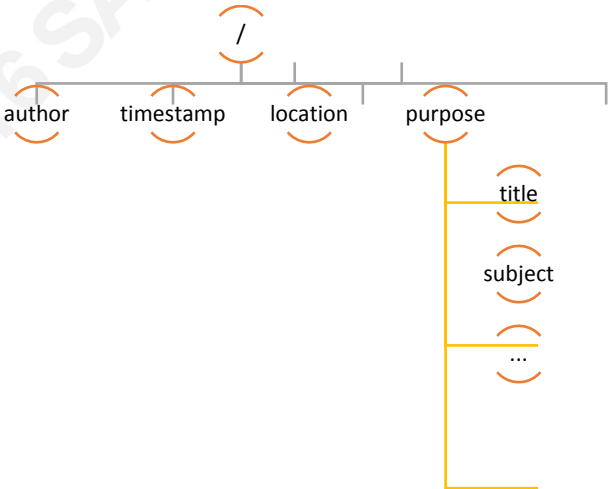 /
author timestamp location purpose
title
subject
...